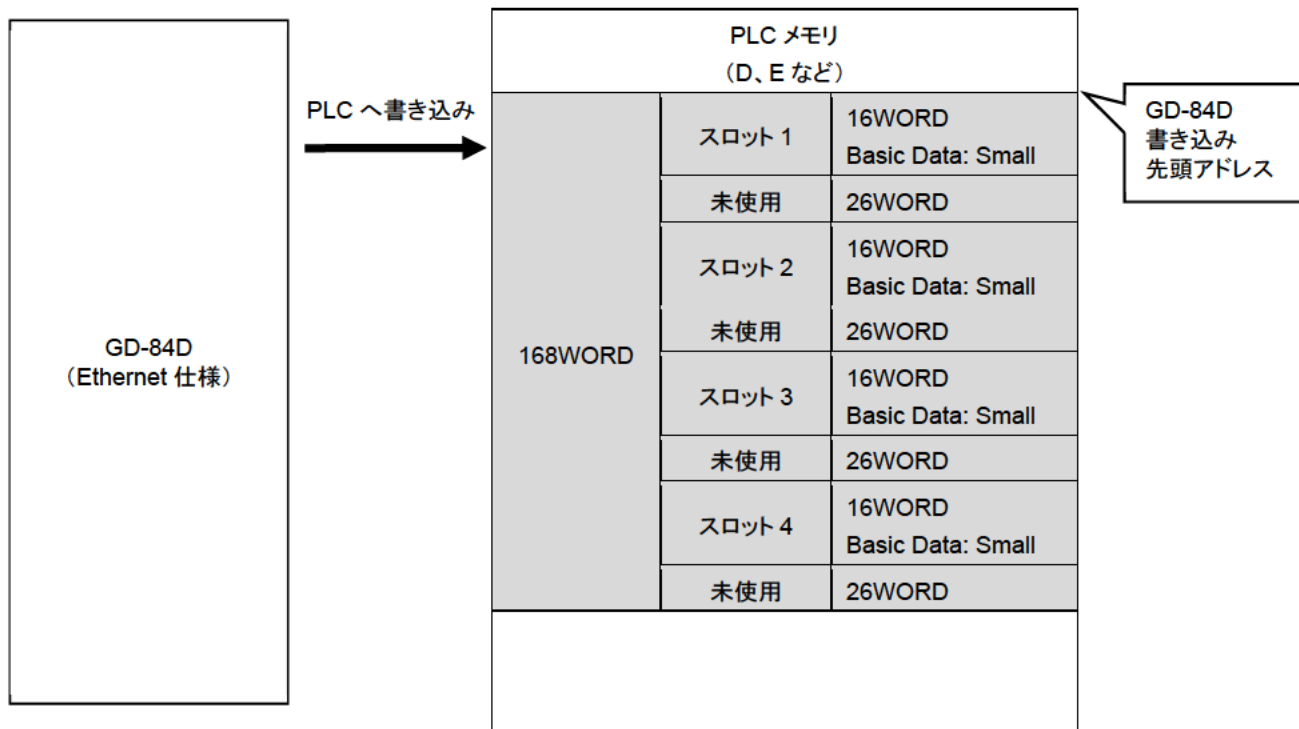 PLC メモリ
（D、E など）
GD-84D
（Ethernet 仕様）
PLC へ書き込み
168WORD
スロット 1
16WORD
Basic Data: Small
未使用
26WORD
スロット 2
16WORD
Basic Data: Small
未使用
26WORD
スロット 3
16WORD
Basic Data: Small
未使用
26WORD
スロット 4
16WORD
Basic Data: Small
未使用
26WORD
GD-84D
書き込み
先頭アドレス